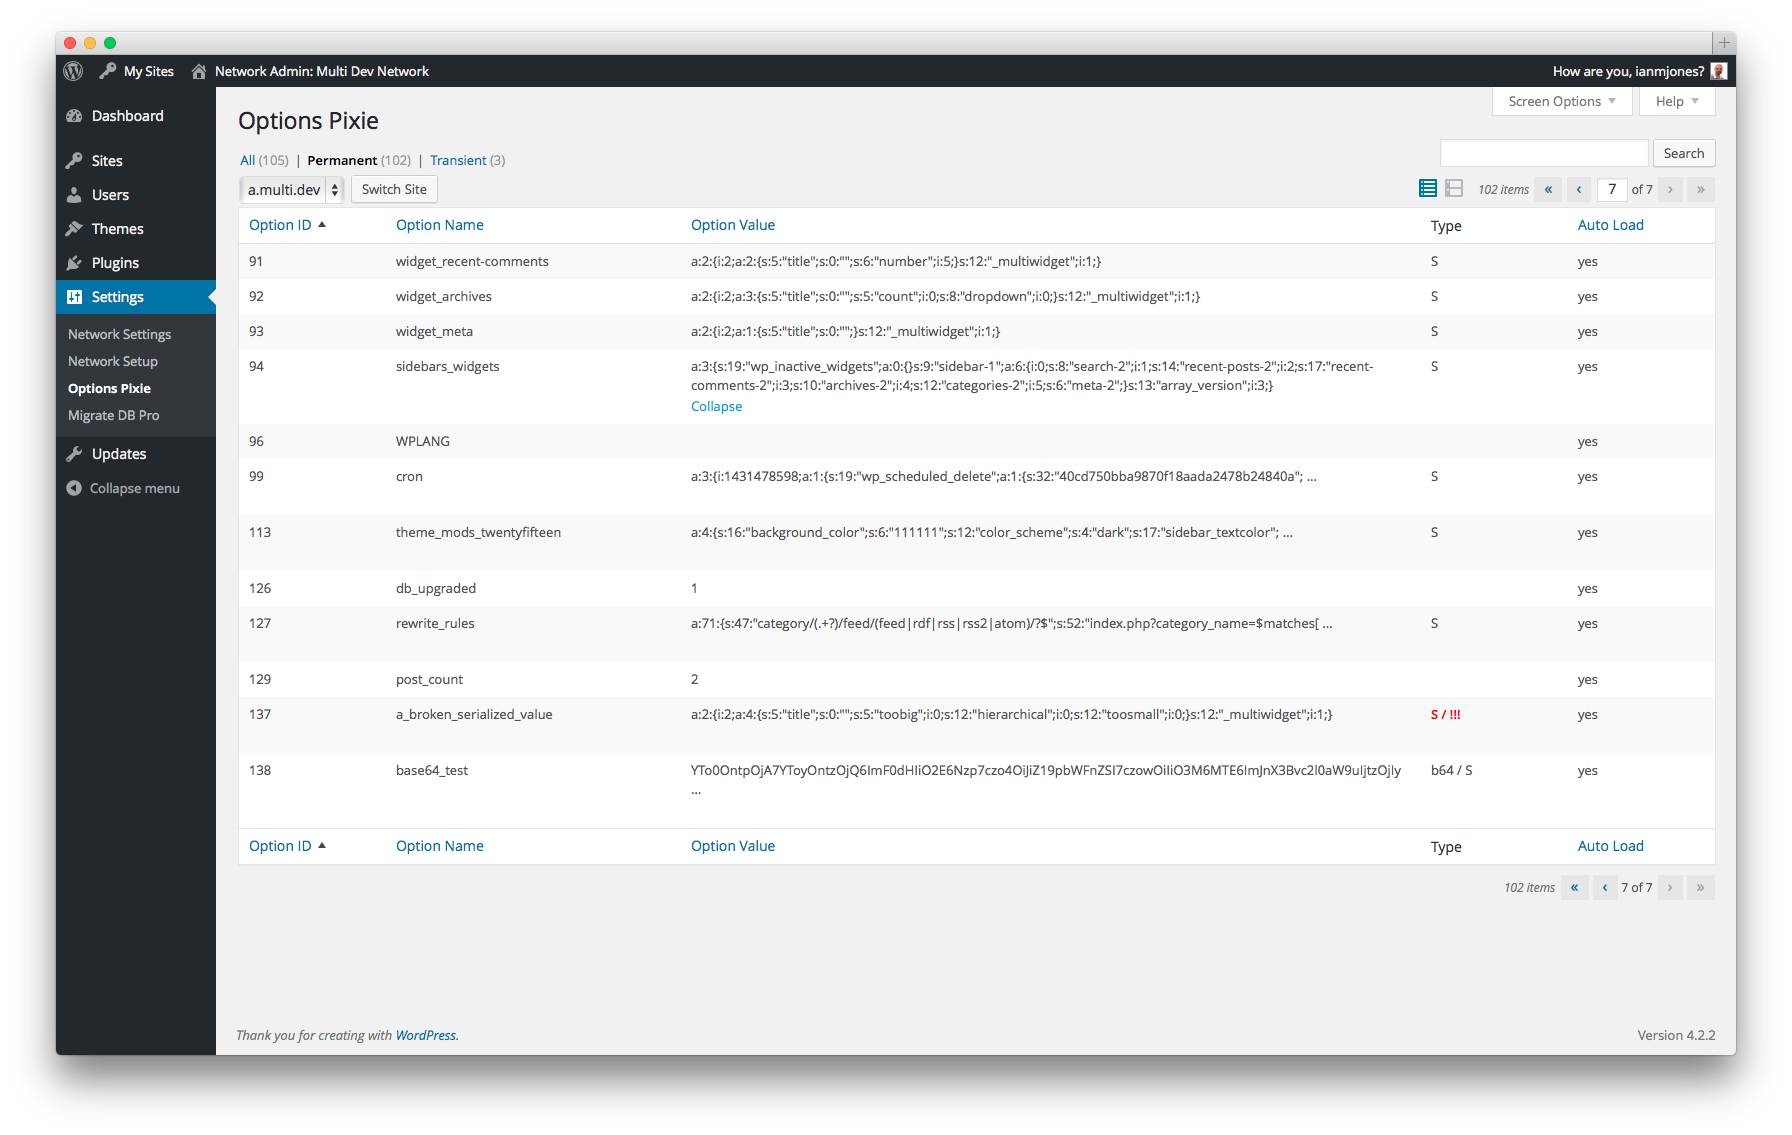 My Sites Network Admin: Multi Dev Network How are you, ianmjones?
Screen Options Help
Dashboard
Sites
Users
Themes
Plugins
Settings
Network Settings
Network Setup
Options Pixie
Migrate DB Pro
Updates
Collapse menu
Options Pixie
All (105) | Permanent (102) | Transient (3)
Search
a.multi.dev Switch Site
102 items « ‹ 7 of 7 › »
Option ID Option Name Option Value Type Auto Load
91 widget_recent-comments a:2:{i:2;a:2:{s:5:"title";s:0:"";s:6:"number";i:5;}s:12:"_multiwidget";i:1;} S yes
92 widget_archives a:2:{i:2;a:3:{s:5:"title";s:0:"";s:5:"count";i:0;s:8:"dropdown";i:0;}s:12:"_multiwidget";i:1;} S yes
93 widget_meta a:2:{i:2;a:1:{s:5:"title";s:0:"";}s:12:"_multiwidget";i:1;} S yes
94 sidebars_widgets a:3:{s:19:"wp_inactive_widgets";a:0:{}s:9:"sidebar-1";a:6:{i:0;s:8:"search-2";i:1;s:14:"recent-posts-2";i:2;s:17:"recent- S yes
comments-2";i:3;s:10:"archives-2";i:4;s:12:"categories-2";i:5;s:6:"meta-2";}s:13:"array_version";i:3;}
Collapse
96 WPLANG yes
99 cron a:3:{i:1431478598;a:1:{s:19:"wp_scheduled_delete";a:1:{s:32:"40cd750bba9870f18aada2478b24840a"; ... S yes
113 theme_mods_twentyfifteen a:4:{s:16:"background_color";s:6:"111111";s:12:"color_scheme";s:4:"dark";s:17:"sidebar_textcolor"; ... S yes
126 db_upgraded 1 yes
127 rewrite_rules a:71:{s:47:"category/(.+?)/feed/(feed|rdf|rss|rss2|atom)/?$";s:52:"index.php?category_name=$matches[ ... S yes
129 post_count 2 yes
137 a_broken_serialized_value a:2:{i:2;a:4:{s:5:"title";s:0:"";s:5:"toobig";i:0;s:12:"hierarchical";i:0;s:12:"toosmall";i:0;}s:12:"_multiwidget";i:1;} S / !!! yes
138 base64_test b64 / S yes
...
Option ID Option Name Option Value Type Auto Load
102 items « ‹ 7 of 7 › »
Thank you for creating with WordPress. Version 4.2.2